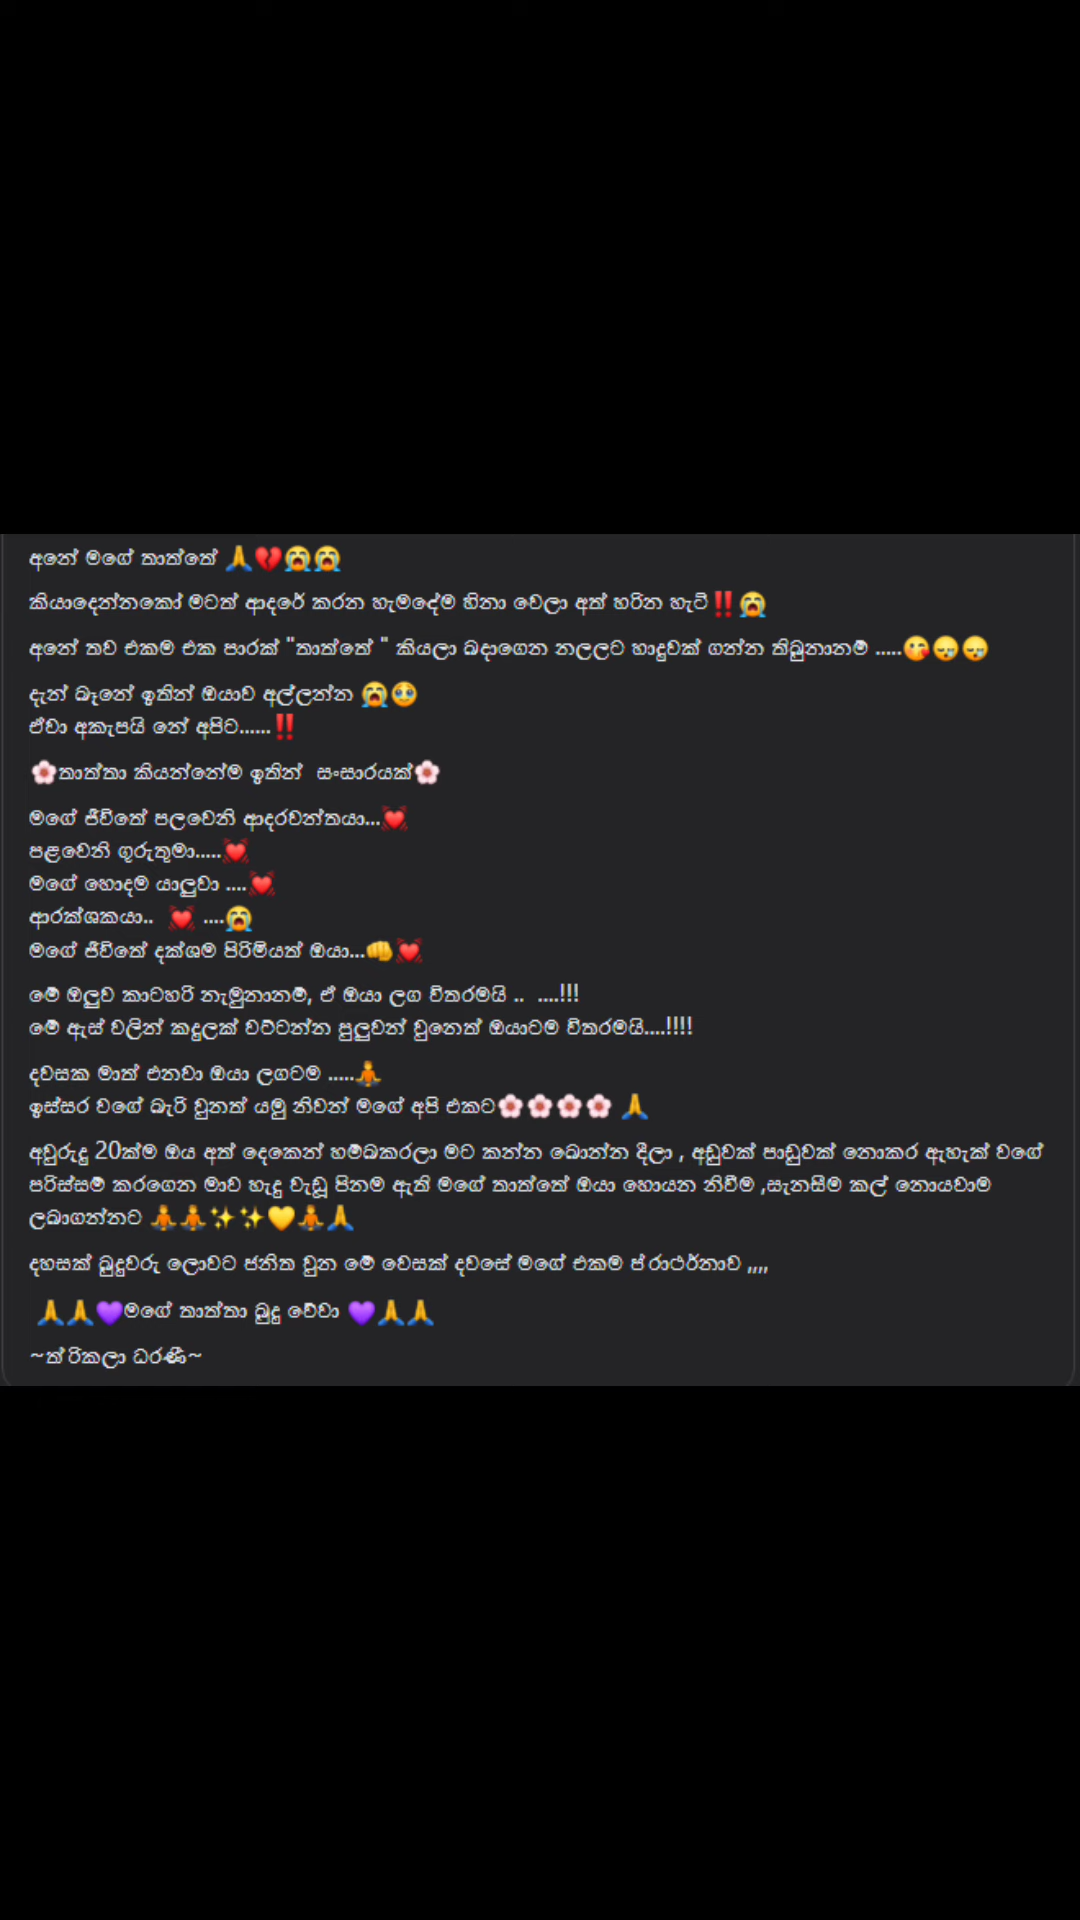 අනේ මගේ තාත්තේ 🙏💔😭😭
කියාදෙන්නකෝ මටත් ආදරේ කරන හැමදේම හිනා වෙලා අත් හරින හැටි‼️😭
අනේ තව එකම එක පාරක් "තාත්තේ " කියලා බදාගෙන නලලට හාදුවක් ගන්න තිබුනානම් .....😘😪😪
දැන් බෑනේ ඉතින් ඔයාව අල්ලන්න 😭🥹
ඒවා අකැපයි නේ අපිට......‼️
🌸තාත්තා කියන්නේම ඉතින්  සංසාරයක්🌸
මගේ ජීවිතේ පලවෙනි ආදරවන්තයා...💓
පළවෙනි ගුරුතුමා.....💓
මගේ හොදම යාලුවා ....💓
ආරක්ශකයා..  💓 ....😭
මගේ ජීවිතේ දක්ශම පිරිමියත් ඔයා...👊💓
මේ ඔලුව කාටහරි නැමුනානම්, ඒ ඔයා ලග විතරමයි ..  ....!!!
මේ ඇස් වලින් කදුලක් වට්ටන්න පුලුවන් වුනෙත් ඔයාටම විතරමයි....!!!!
දවසක මාත් එනවා ඔයා ලගටම .....🧘
ඉස්සර වගේ බැරි වුනත් යමු නිවන් මගේ අපි එකට🌸🌸🌸🌸 🙏
අවුරුදු 20ක්ම ඔය අත් දෙකෙන් හම්බකරලා මට කන්න බොන්න දීලා , අඩුවක් පාඩුවක් නොකර ඇහැක් වගේ
පරිස්සම් කරගෙන මාව හැදූ වැඩූ පිනම ඇති මගේ තාත්තේ ඔයා හොයන නිවීම ,සැනසීම කල් නොයවාම
ලබාගන්නට 🧘🧘✨✨💛🧘🙏
දහසක් බුදුවරු ලොවට ජනිත වුන මේ වෙසක් දවසේ මගේ එකම ප්‍රාර්ථනාව ,,,,
🙏🙏💜මගේ තාත්තා බුදු වේවා 💜🙏🙏
~ත්‍රිකලා ධරණී~